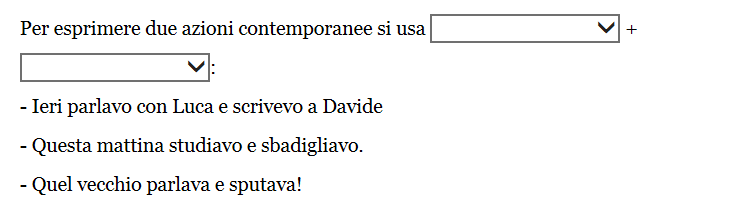 Per esprimere due azioni contemporanee si usa +
:
- Ieri parlavo con Luca e scrivevo a Davide
- Questa mattina studiavo e sbadigliavo.
- Quel vecchio parlava e sputava!